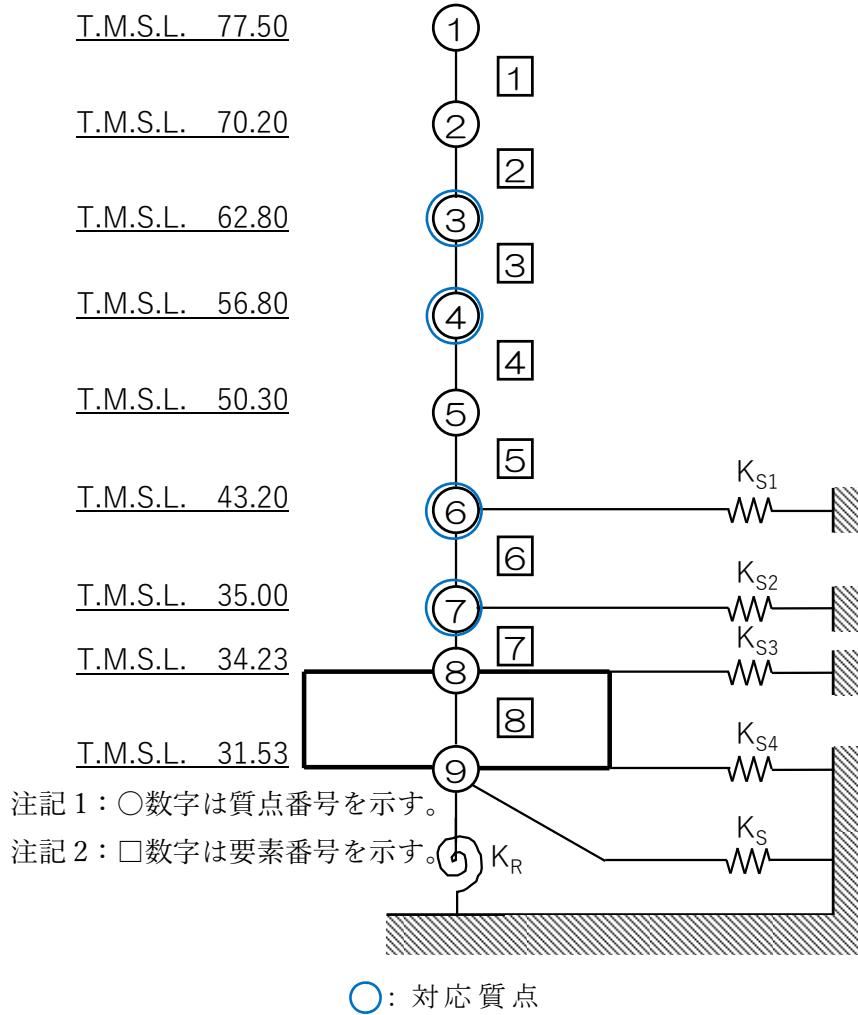 T.M.S.L. 77.50 ①
1
T.M.S.L. 70.20 ②
2
T.M.S.L. 62.80 ③
3
T.M.S.L. 56.80 ④
4
T.M.S.L. 50.30 ⑤
5
T.M.S.L. 43.20 ⑥ KS1
6
T.M.S.L. 35.00 ⑦ KS2
7
T.M.S.L. 34.23 ⑧ KS3
8
T.M.S.L. 31.53 ⑨ KS4
注記1：○数字は質点番号を示す。
注記2：□数字は要素番号を示す。 KR KS
○: 対応質点